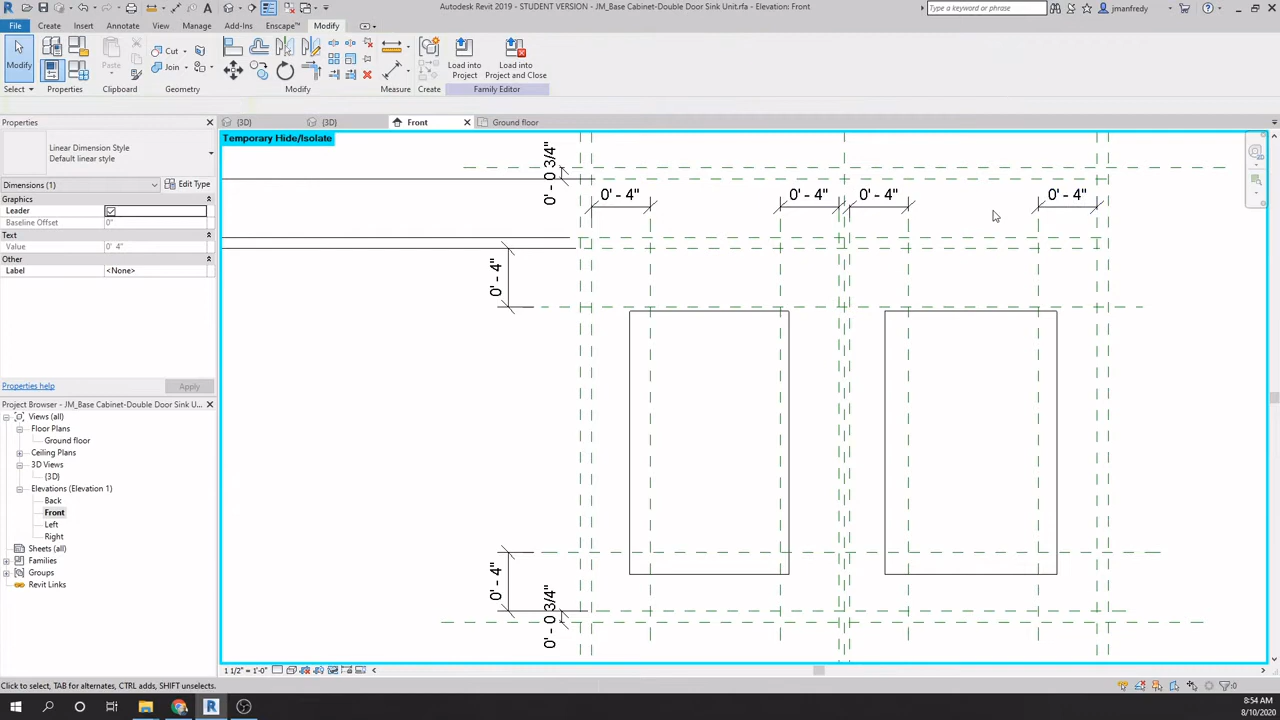 Autodesk Revit 2019 - STUDENT VERSION - JM_Base Cabinet-Double Door Sink Unit.rfa - Elevation: Front
Type a keyword or phrase
jmanfredy
File
Create
Insert
Annotate
View
Manage
Add-Ins
Enscape™
Modify
Modify
Paste
Cut
Join
Load into
Project
Load into
Project and Close
Select
Properties
Clipboard
Geometry
Modify
Measure
Create
Family Editor
Properties
Linear Dimension Style
Default linear style
Dimensions (1)
Edit Type
Graphics
Leader
Baseline Offset
0"
Text
Value
0' 4"
Other
Label
<None>
Properties help
Apply
Project Browser - JM_Base Cabinet-Double Door Sink U...
Views (all)
Floor Plans
Ground floor
Ceiling Plans
3D Views
{3D}
Elevations (Elevation 1)
Back
Front
Left
Right
Sheets (all)
Families
Groups
Revit Links
{3D}
{3D}
Front
Ground floor
Temporary Hide/Isolate
0' - 0 3/4"
0' - 4"
0' - 4"
0' - 4"
0' - 4"
0' - 4"
0' - 4"
0' - 0 3/4"
1 1/2" = 1'-0"
Click to select, TAB for alternates, CTRL adds, SHIFT unselects.
:0
8:54 AM
8/10/2020